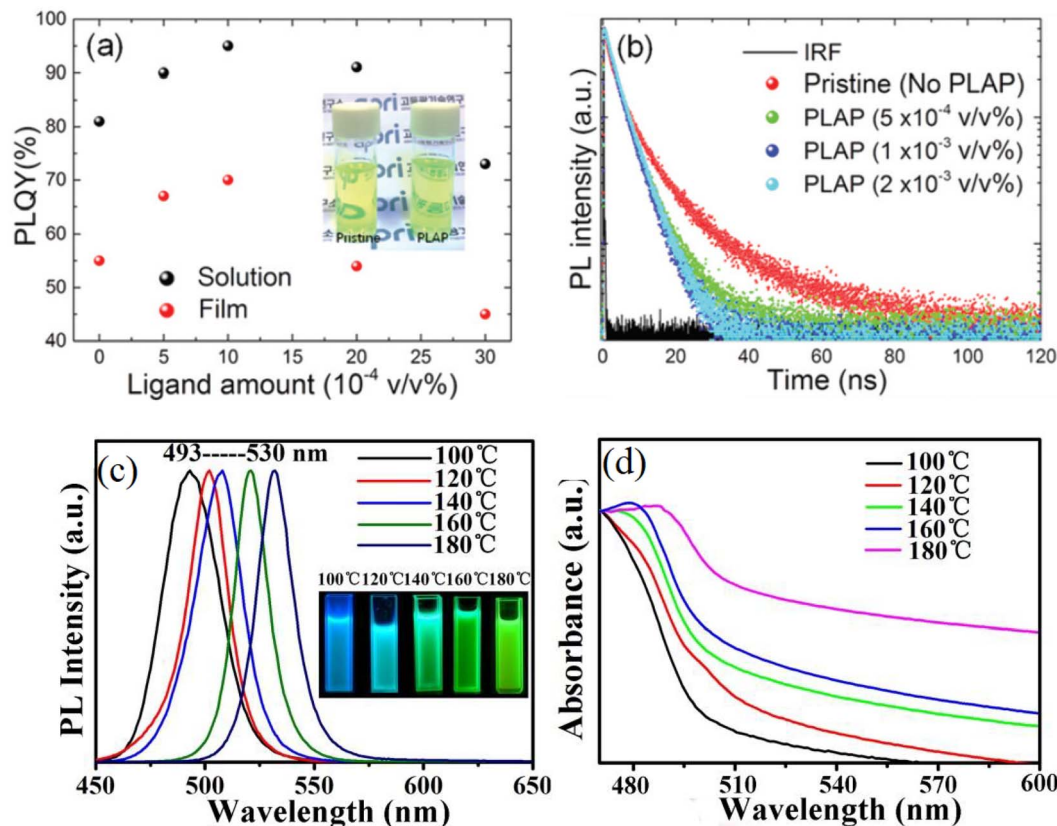 (a)
PLQY(%)
100
90
80
70
60
50
40
0 5 10 15 20 25 30
Ligand amount (10⁻⁴ v/v%)
Solution
Film
Pristine PLAP
(b)
PL intensity (a.u.)
IRF
Pristine (No PLAP)
PLAP (5 x10⁻⁴ v/v%)
PLAP (1 x10⁻³ v/v%)
PLAP (2 x10⁻³ v/v%)
0 20 40 60 80 100 120
Time (ns)
(c)
493-----530 nm
PL Intensity (a.u.)
100℃
120℃
140℃
160℃
180℃
100℃ 120℃ 140℃ 160℃ 180℃
450 500 550 600 650
Wavelength (nm)
(d)
Absorbance (a.u.)
100℃
120℃
140℃
160℃
180℃
480 510 540 570 600
Wavelength (nm)